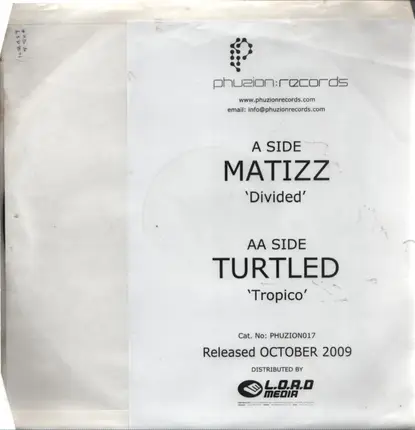 phuzion:records
www.phuzionrecords.com
email: info@phuzionrecords.com
A SIDE
MATIZZ
'Divided'
AA SIDE
TURTLED
'Tropico'
Cat. No: PHUZION017
Released OCTOBER 2009
DISTRIBUTED BY
L.O.A.D
MEDIA